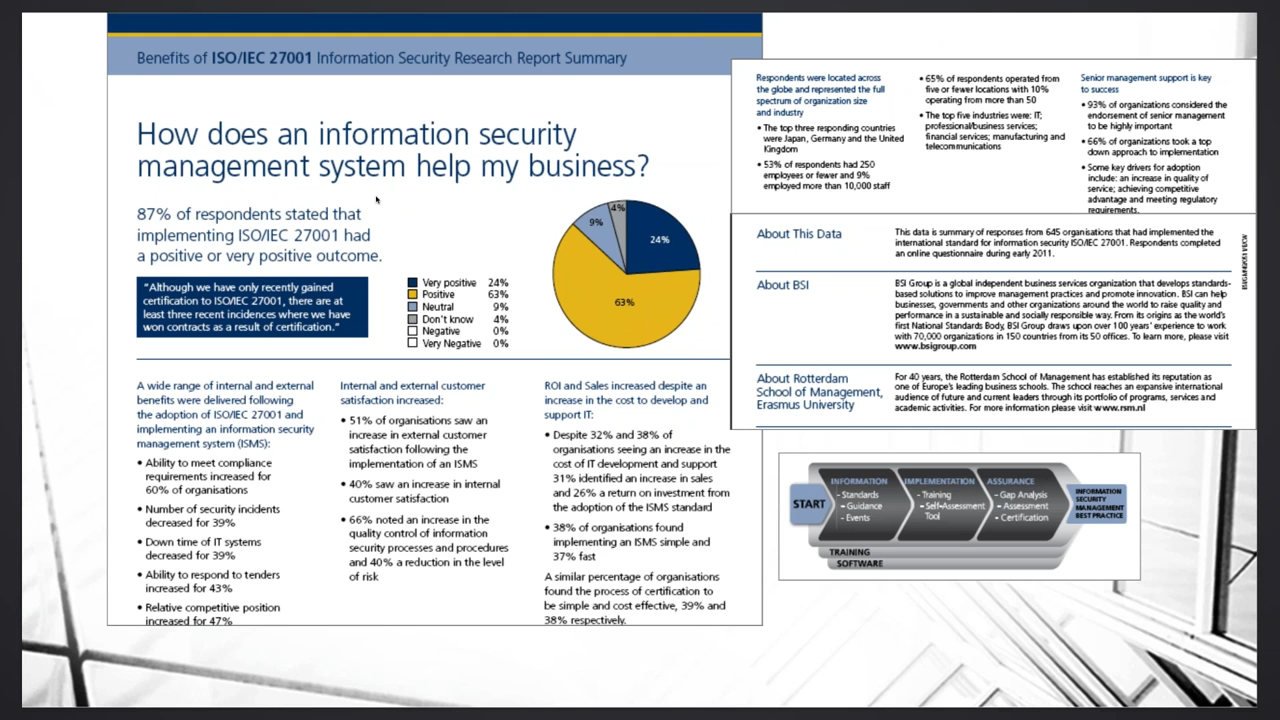 Benefits of ISO/IEC 27001 Information Security Research Report Summary
How does an information security
management system help my business?
87% of respondents stated that
implementing ISO/IEC 27001 had
a positive or very positive outcome.
"Although we have only recently gained
certification to ISO/IEC 27001, there are at
least three recent incidences where we have
won contracts as a result of certification."
Very positive 24%
Positive 63%
Neutral 9%
Don't know 4%
Negative 0%
Very Negative 0%
4%
9%
24%
63%
A wide range of internal and external
benefits were delivered following
the adoption of ISO/IEC 27001 and
implementing an information security
management system (ISMS):
• Ability to meet compliance
requirements increased for
60% of organisations
• Number of security incidents
decreased for 39%
• Down time of IT systems
decreased for 39%
• Ability to respond to tenders
increased for 43%
• Relative competitive position
increased for 47%
Internal and external customer
satisfaction increased:
• 51% of organisations saw an
increase in external customer
satisfaction following the
implementation of an ISMS
• 40% saw an increase in internal
customer satisfaction
• 66% noted an increase in the
quality control of information
security processes and procedures
and 40% a reduction in the level
of risk
ROI and Sales increased despite an
increase in the cost to develop and
support IT:
• Despite 32% and 38% of
organisations seeing an increase in the
cost of IT development and support
31% identified an increase in sales
and 26% a return on investment from
the adoption of the ISMS standard
• 38% of organisations found
implementing an ISMS simple and
37% fast
A similar percentage of organisations
found the process of certification to
be simple and cost effective, 39% and
38% respectively.
Respondents were located across
the globe and represented the full
spectrum of organization size
and industry
• The top three responding countries
were Japan, Germany and the United
Kingdom
• 53% of respondents had 250
employees or fewer and 9%
employed more than 10,000 staff
• 65% of respondents operated from
five or fewer locations with 10%
operating from more than 50
• The top five industries were: IT;
professional/business services;
financial services; manufacturing and
telecommunications
Senior management support is key
to success
• 93% of organizations considered the
endorsement of senior management
to be highly important
• 66% of organizations took a top
down approach to implementation
• Some key drivers for adoption
include: an increase in quality of
service; achieving competitive
advantage and meeting regulatory
requirements.
About This Data
This data is summary of responses from 645 organisations that had implemented the
international standard for information security ISO/IEC 27001. Respondents completed
an online questionnaire during early 2011.
About BSI
BSI Group is a global independent business services organization that develops standards-
based solutions to improve management practices and promote innovation. BSI can help
businesses, governments and other organizations around the world to raise quality and
performance in a sustainable and socially responsible way. From its origins as the world's
first National Standards Body, BSI Group draws upon over 100 years' experience to work
with 70,000 organizations in 150 countries from its 50 offices. To learn more, please visit
www.bsigroup.com
About Rotterdam
School of Management,
Erasmus University
For 40 years, the Rotterdam School of Management has established its reputation as
one of Europe's leading business schools. The school reaches an expansive international
audience of future and current leaders through its portfolio of programs, services and
academic activities. For more information please visit www.rsm.nl
START
INFORMATION
- Standards
- Guidance
- Events
IMPLEMENTATION
- Training
- Self-Assessment
Tool
ASSURANCE
- Gap Analysis
- Assessment
- Certification
INFORMATION
SECURITY
MANAGEMENT
BEST PRACTICE
TRAINING
SOFTWARE